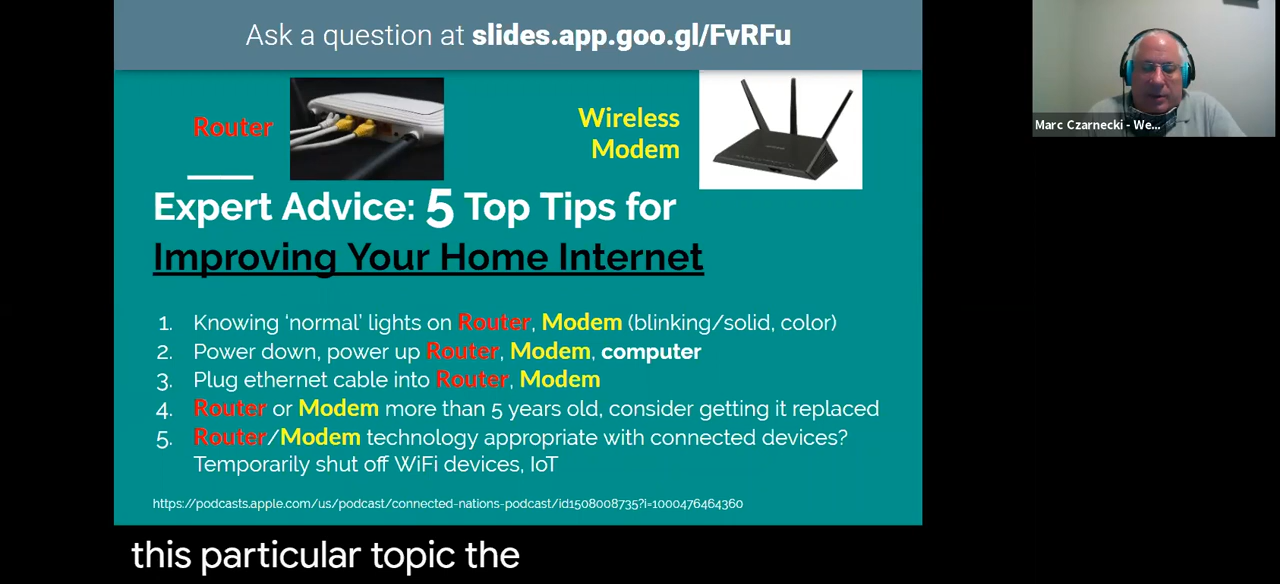 Ask a question at slides.app.goo.gl/FvRFu
Router
Wireless
Modem
Expert Advice: 5 Top Tips for
Improving Your Home Internet
1. Knowing ‘normal’ lights on Router, Modem (blinking/solid, color)
2. Power down, power up Router, Modem, computer
3. Plug ethernet cable into Router, Modem
4. Router or Modem more than 5 years old, consider getting it replaced
5. Router/Modem technology appropriate with connected devices?
Temporarily shut off WiFi devices, IoT
https://podcasts.apple.com/us/podcast/connected-nations-podcast/id1508008735?i=1000476464360
Marc Czarnecki - We...
this particular topic the